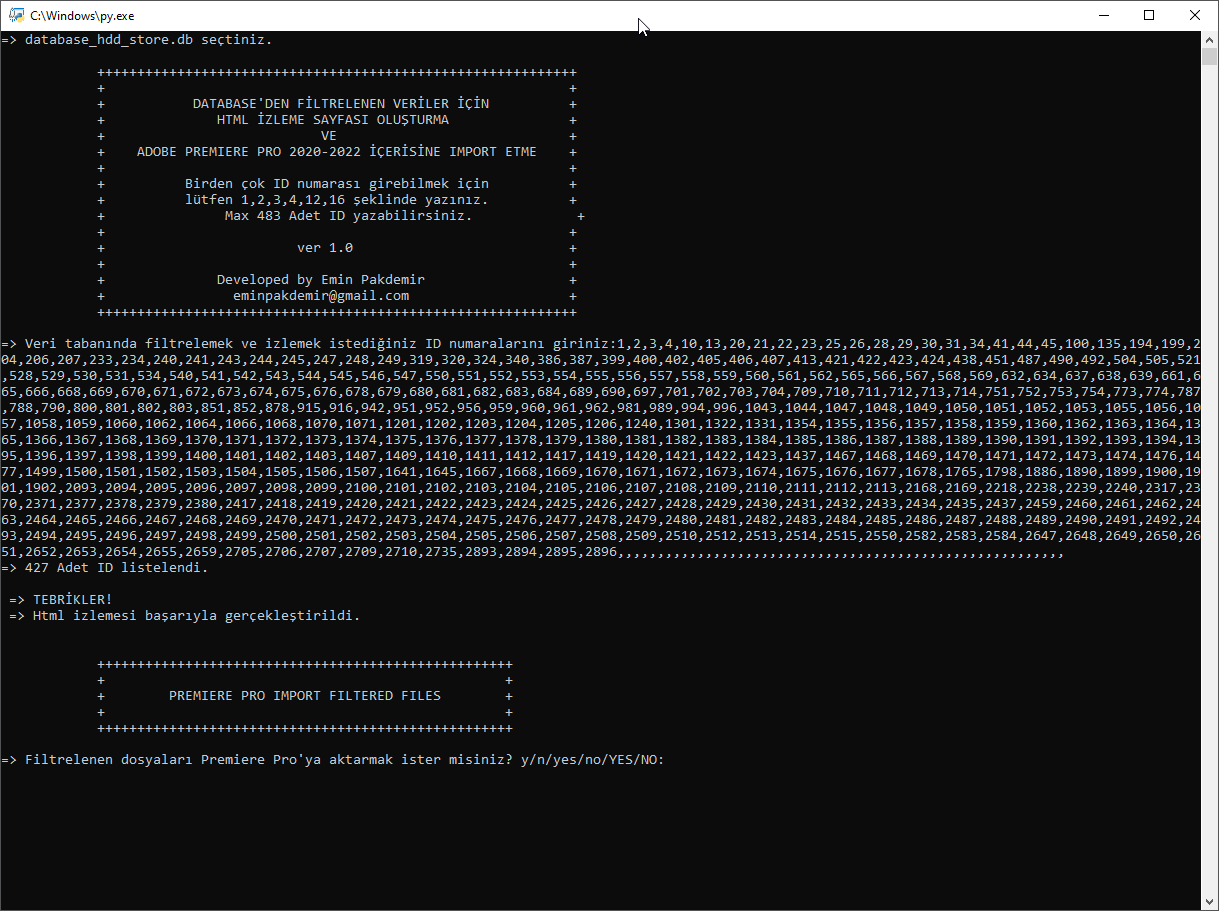 C:\Windows\py.exe
=> database_hdd_store.db seçtiniz.
++++++++++++++++++++++++++++++++++++++++++++++++++++++++++++
+ +
+ DATABASE'DEN FİLTRELENEN VERİLER İÇİN +
+ HTML İZLEME SAYFASI OLUŞTURMA +
+ VE +
+ ADOBE PREMIERE PRO 2020-2022 İÇERİSİNE IMPORT ETME +
+ +
+ Birden çok ID numarası girebilmek için +
+ lütfen 1,2,3,4,12,16 şeklinde yazınız. +
+ Max 483 Adet ID yazabilirsiniz. +
+ +
+ ver 1.0 +
+ +
+ Developed by Emin Pakdemir +
+ eminpakdemir@gmail.com +
++++++++++++++++++++++++++++++++++++++++++++++++++++++++++++
=> Veri tabanında filtrelemek ve izlemek istediğiniz ID numaralarını giriniz:1,2,3,4,10,13,20,21,22,23,25,26,28,29,30,31,34,41,44,45,100,135,194,199,2
04,206,207,233,234,240,241,243,244,245,247,248,249,319,320,324,340,386,387,399,400,402,405,406,407,413,421,422,423,424,438,451,487,490,492,504,505,521
,528,529,530,531,534,540,541,542,543,544,545,546,547,550,551,552,553,554,555,556,557,558,559,560,561,562,565,566,567,568,569,632,634,637,638,639,661,6
65,666,668,669,670,671,672,673,674,675,676,678,679,680,681,682,683,684,689,690,697,701,702,703,704,709,710,711,712,713,714,751,752,753,754,773,774,787
,788,790,800,801,802,803,851,852,878,915,916,942,951,952,956,959,960,961,962,981,989,994,996,1043,1044,1047,1048,1049,1050,1051,1052,1053,1055,1056,10
57,1058,1059,1060,1062,1064,1066,1068,1070,1071,1201,1202,1203,1204,1205,1206,1240,1301,1322,1331,1354,1355,1356,1357,1358,1359,1360,1362,1363,1364,13
65,1366,1367,1368,1369,1370,1371,1372,1373,1374,1375,1376,1377,1378,1379,1380,1381,1382,1383,1384,1385,1386,1387,1388,1389,1390,1391,1392,1393,1394,13
95,1396,1397,1398,1399,1400,1401,1402,1403,1407,1409,1410,1411,1412,1417,1419,1420,1421,1422,1423,1437,1467,1468,1469,1470,1471,1472,1473,1474,1476,14
77,1499,1500,1501,1502,1503,1504,1505,1506,1507,1641,1645,1667,1668,1669,1670,1671,1672,1673,1674,1675,1676,1677,1678,1765,1798,1886,1890,1899,1900,19
01,1902,2093,2094,2095,2096,2097,2098,2099,2100,2101,2102,2103,2104,2105,2106,2107,2108,2109,2110,2111,2112,2113,2168,2169,2218,2238,2239,2240,2317,23
70,2371,2377,2378,2379,2380,2417,2418,2419,2420,2421,2422,2423,2424,2425,2426,2427,2428,2429,2430,2431,2432,2433,2434,2435,2437,2459,2460,2461,2462,24
63,2464,2465,2466,2467,2468,2469,2470,2471,2472,2473,2474,2475,2476,2477,2478,2479,2480,2481,2482,2483,2484,2485,2486,2487,2488,2489,2490,2491,2492,24
93,2494,2495,2496,2497,2498,2499,2500,2501,2502,2503,2504,2505,2506,2507,2508,2509,2510,2512,2513,2514,2515,2550,2582,2583,2584,2647,2648,2649,2650,26
51,2652,2653,2654,2655,2659,2705,2706,2707,2709,2710,2735,2893,2894,2895,2896,,,,,,,,,,,,,,,,,,,,,,,,,,,,,,,,,,,,,,,,,,,,,,,,,,,,,,,,
=> 427 Adet ID listelendi.
=> TEBRİKLER!
=> Html izlemesi başarıyla gerçekleştirildi.
++++++++++++++++++++++++++++++++++++++++++++++++++++
+ +
+ PREMIERE PRO IMPORT FILTERED FILES +
+ +
++++++++++++++++++++++++++++++++++++++++++++++++++++
=> Filtrelenen dosyaları Premiere Pro'ya aktarmak ister misiniz? y/n/yes/no/YES/NO: